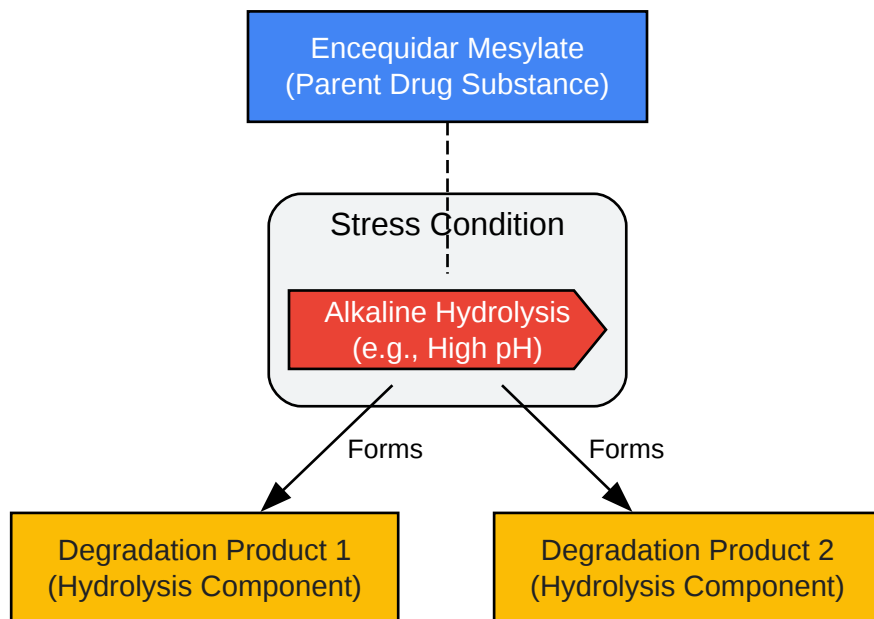 Encequidar Mesylate
(Parent Drug Substance)
Stress Condition
Alkaline Hydrolysis
(e.g., High pH)
Forms
Forms
Degradation Product 1
(Hydrolysis Component)
Degradation Product 2
(Hydrolysis Component)